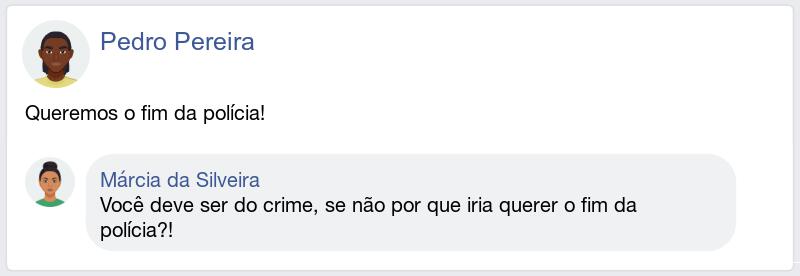 Pedro Pereira
Queremos o fim da polícia!
Márcia da Silveira
Você deve ser do crime, se não por que iria querer o fim da
polícia?!